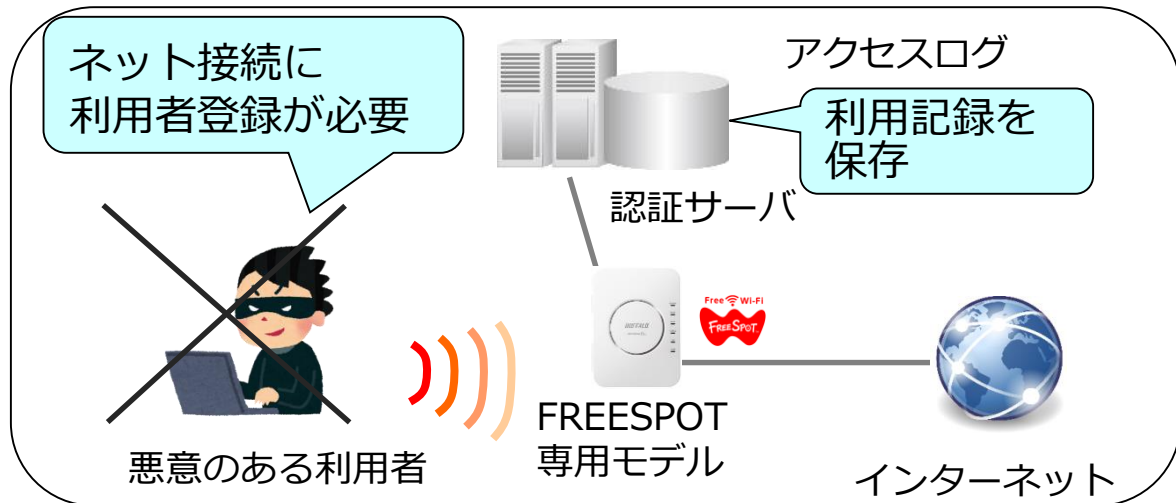 ネット接続に
利用者登録が必要
アクセスログ
利用記録を
保存
認証サーバ
Free Wi-Fi
FREESPOT
BUFFALO
FREESPOT
専用モデル
悪意のある利用者
インターネット